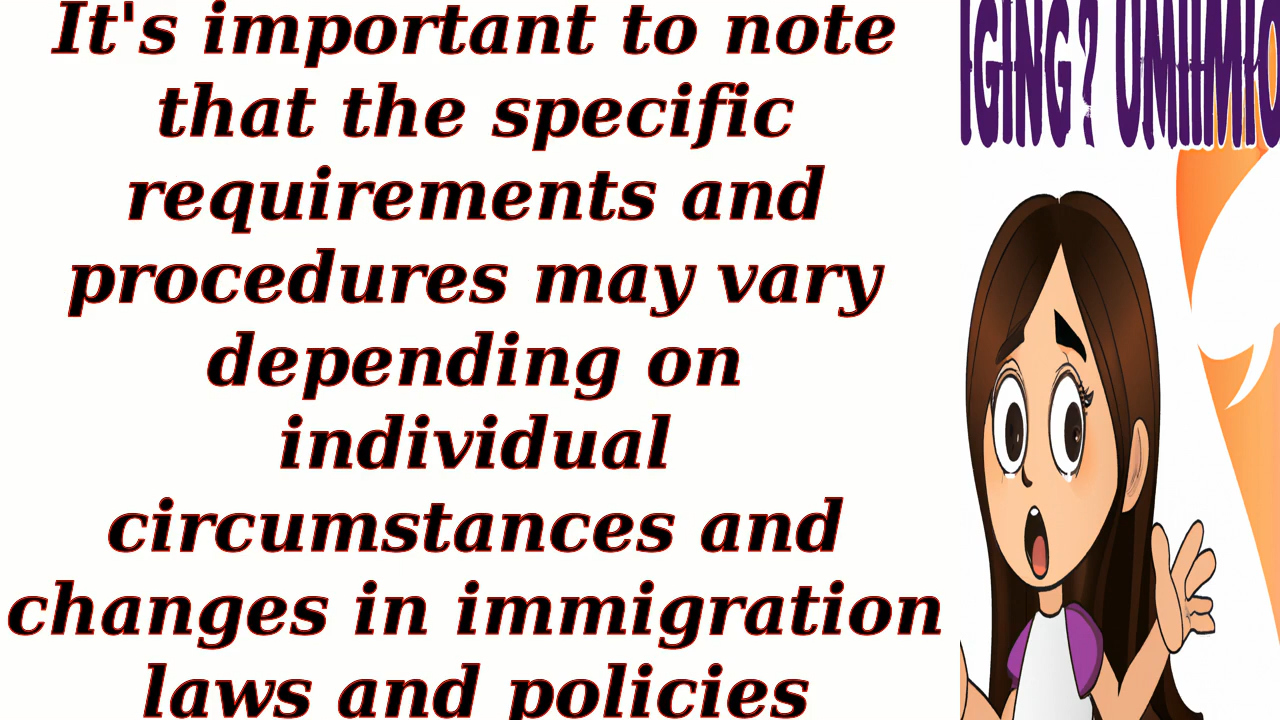 It's important to note
that the specific
requirements and
procedures may vary
depending on
individual
circumstances and
changes in immigration
laws and policies
IGING?